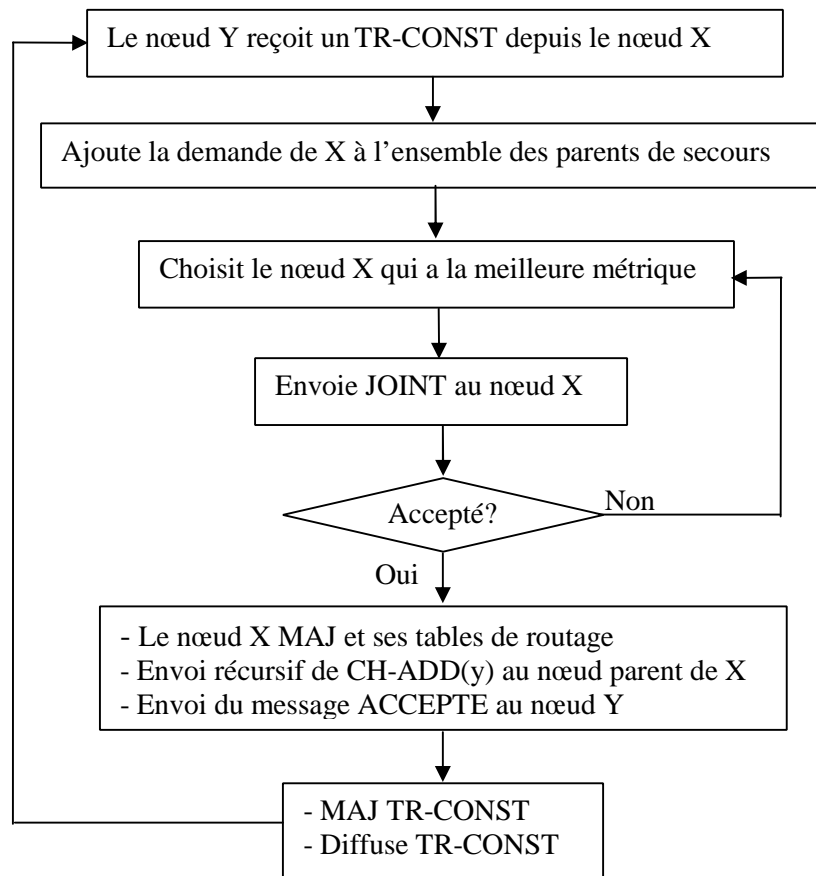 Le nœud Y reçoit un TR-CONST depuis le nœud X
Ajoute la demande de X à l'ensemble des parents de secours
Choisit le nœud X qui a la meilleure métrique
Envoie JOINT au nœud X
Accepté?
Non
Oui
- Le nœud X MAJ et ses tables de routage
- Envoi récursif de CH-ADD(y) au nœud parent de X
- Envoi du message ACCEPTE au nœud Y
- MAJ TR-CONST
- Diffuse TR-CONST